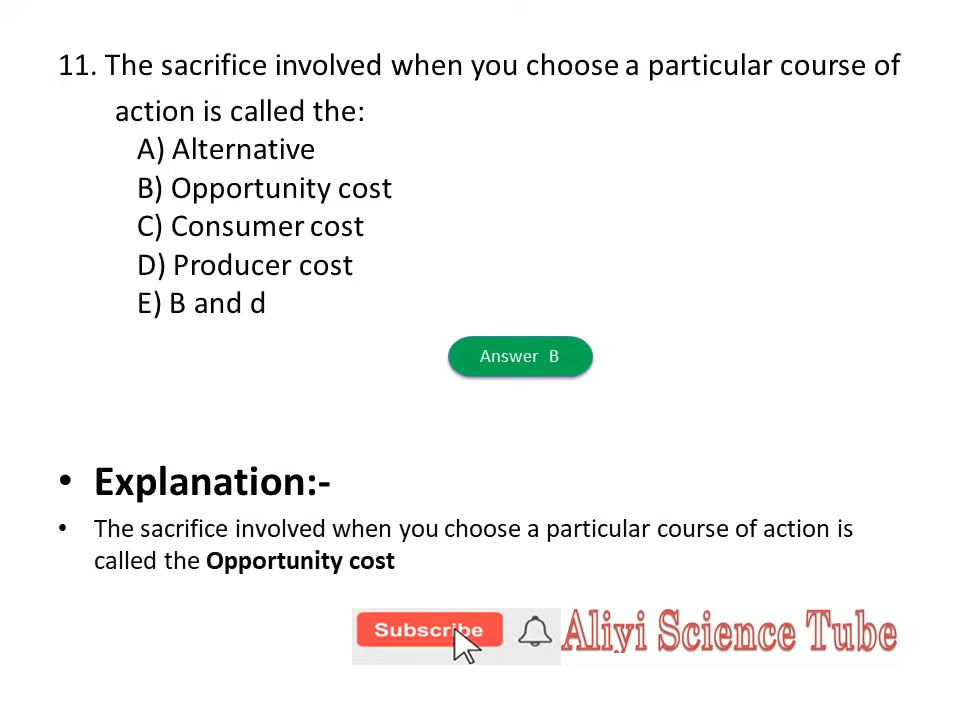 11. The sacrifice involved when you choose a particular course of
action is called the:
A) Alternative
B) Opportunity cost
C) Consumer cost
D) Producer cost
E) B and d
Answer B
• Explanation:-
• The sacrifice involved when you choose a particular course of action is
called the Opportunity cost
Subscribe
Aliyi Science Tube